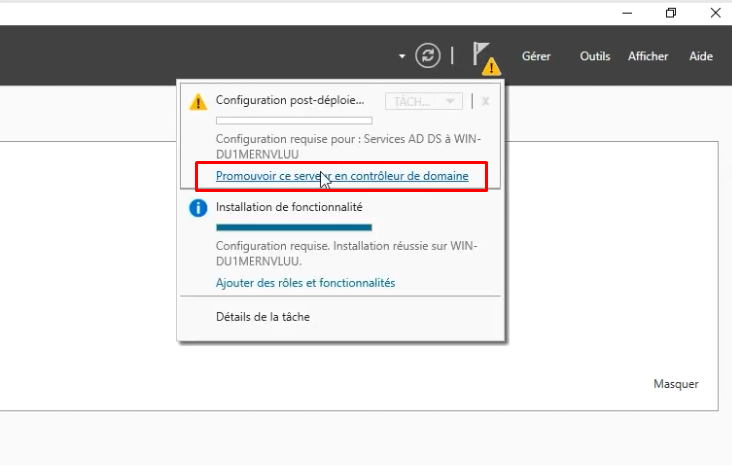 Gérer Outils Afficher Aide
Configuration post-déploie... TÂCH... X
Configuration requise pour : Services AD DS à WIN-
DU1MERNVLUU
Promouvoir ce serveur en contrôleur de domaine
Installation de fonctionnalité
Configuration requise. Installation réussie sur WIN-
DU1MERNVLUU.
Ajouter des rôles et fonctionnalités
Détails de la tâche
Masquer